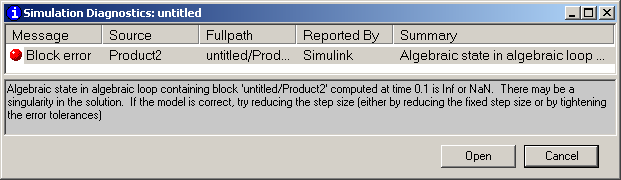 Simulation Diagnostics: untitled
Message Source Fullpath Reported By Summary
Block error Product2 untitled/Prod... Simulink Algebraic state in algebraic loop ...
Algebraic state in algebraic loop containing block 'untitled/Product2' computed at time 0.1 is Inf or NaN. There may be a
singularity in the solution. If the model is correct, try reducing the step size (either by reducing the fixed step size or by tightening
the error tolerances)
Open Cancel